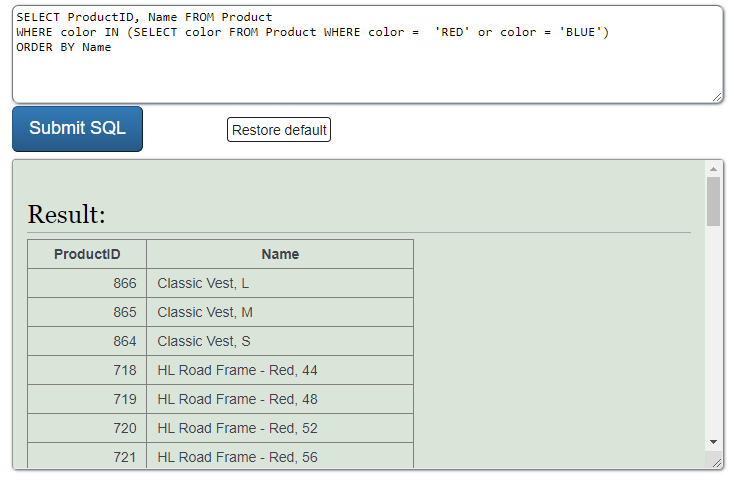 SELECT ProductID, Name FROM Product
WHERE color IN (SELECT color FROM Product WHERE color =  'RED' or color = 'BLUE')
ORDER BY Name
Submit SQL
Restore default
Result:
ProductID Name
866 Classic Vest, L
865 Classic Vest, M
864 Classic Vest, S
718 HL Road Frame - Red, 44
719 HL Road Frame - Red, 48
720 HL Road Frame - Red, 52
721 HL Road Frame - Red, 56